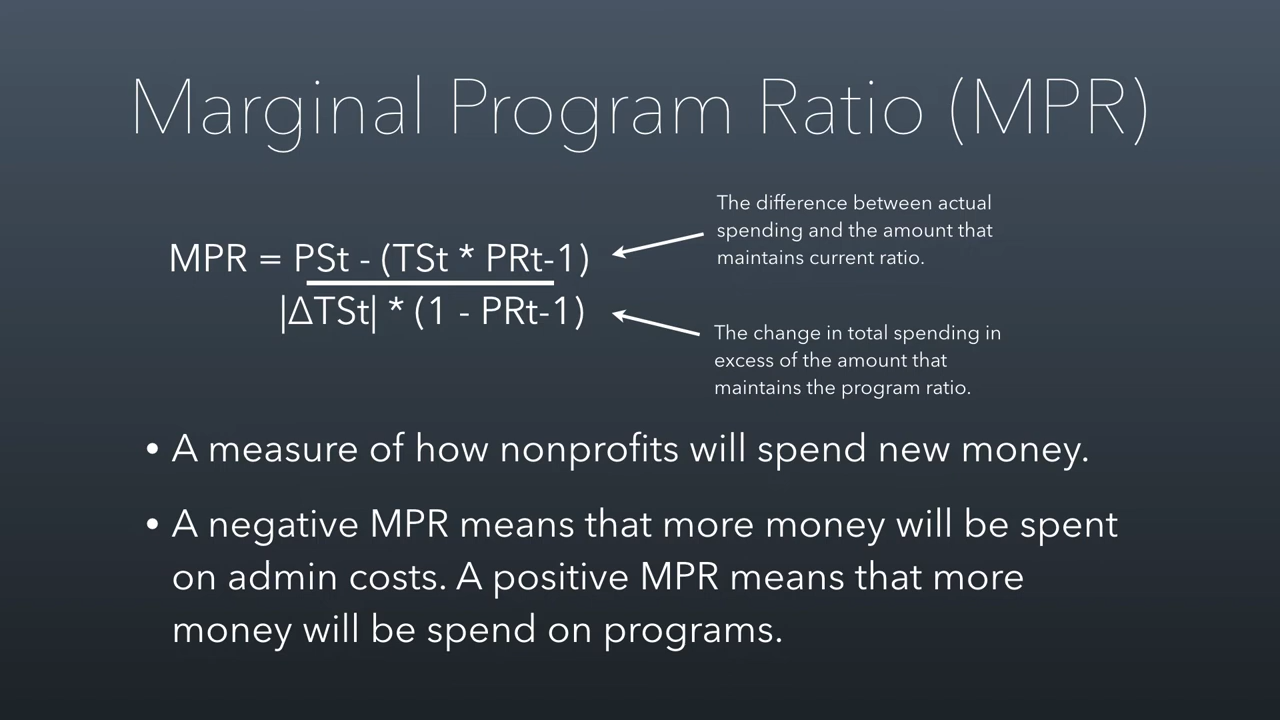 Marginal Program Ratio (MPR)
The difference between actual
spending and the amount that
maintains current ratio.
MPR = PSt - (TSt * PRt-1)
|ΔTSt| * (1 - PRt-1)
The change in total spending in
excess of the amount that
maintains the program ratio.
• A measure of how nonprofits will spend new money.
• A negative MPR means that more money will be spent
on admin costs. A positive MPR means that more
money will be spend on programs.